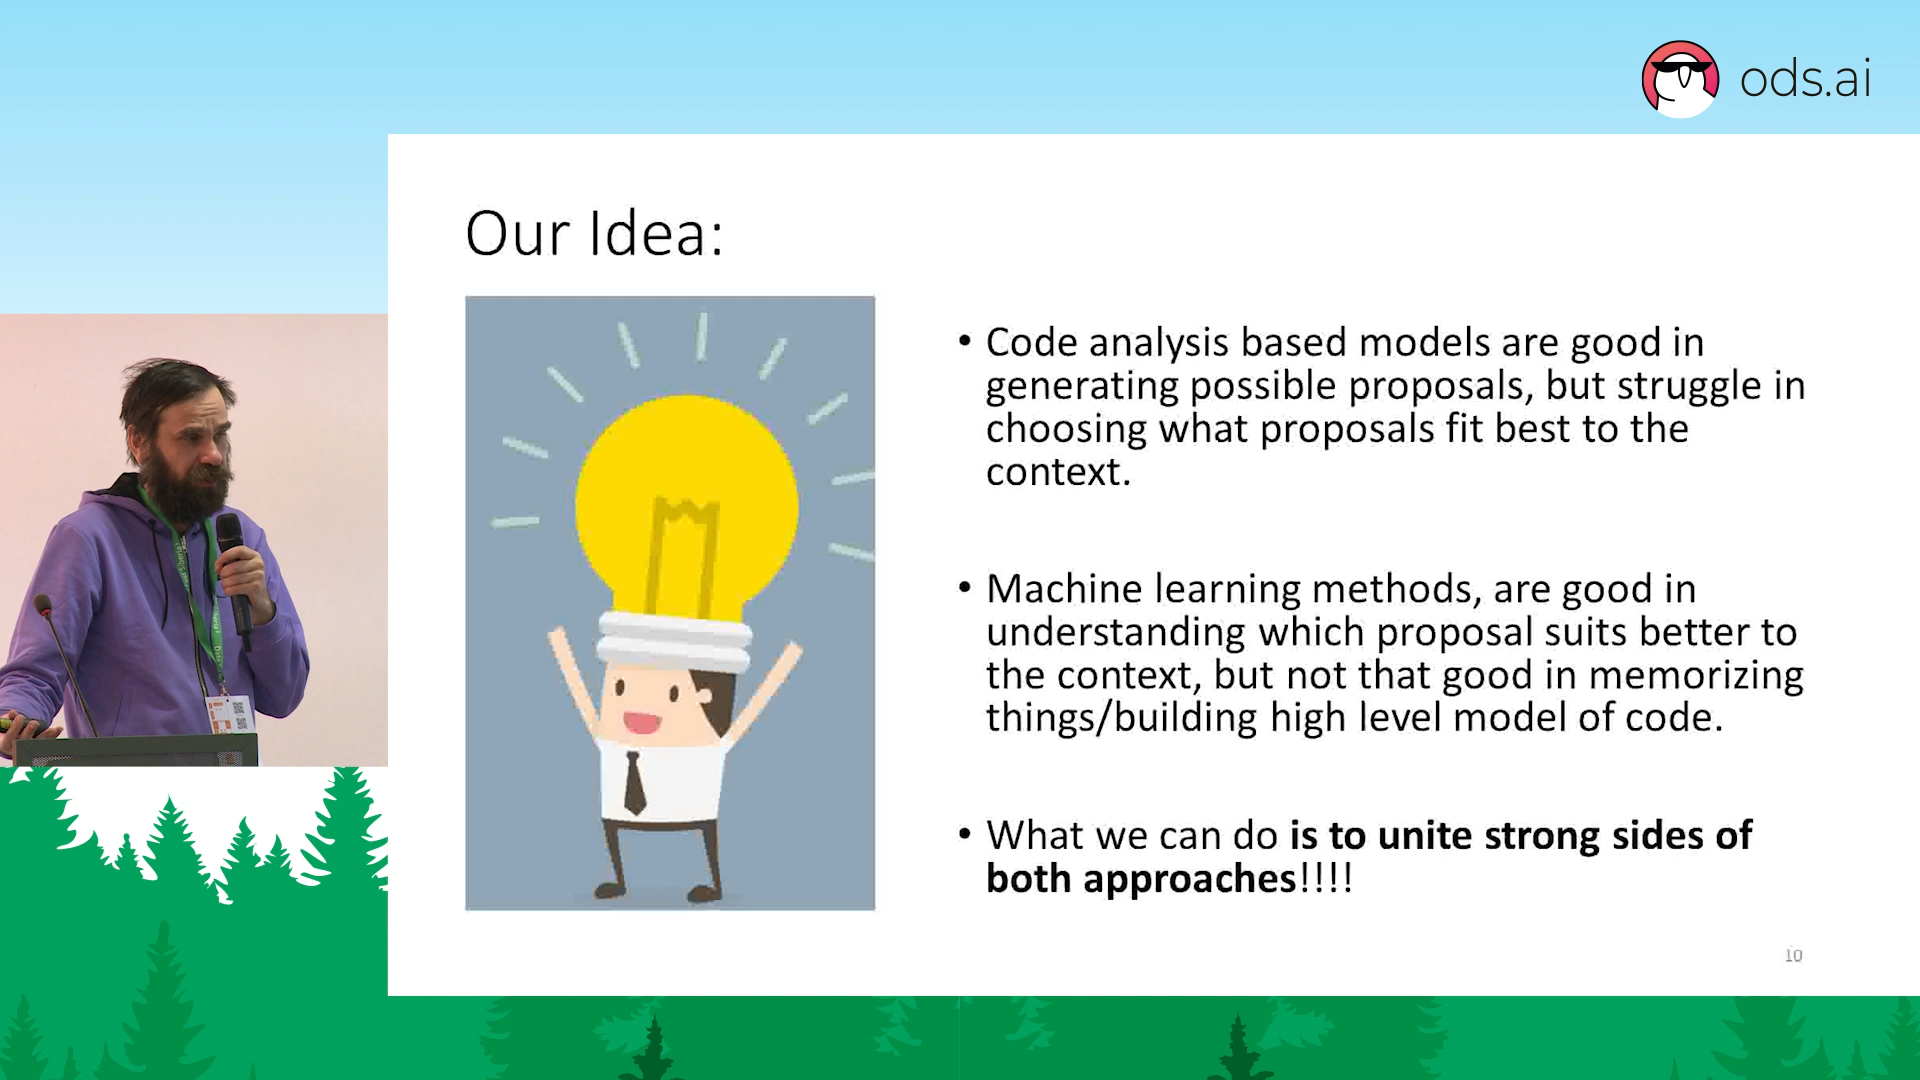 ods.ai
Our Idea:
• Code analysis based models are good in
generating possible proposals, but struggle in
choosing what proposals fit best to the
context.
• Machine learning methods, are good in
understanding which proposal suits better to
the context, but not that good in memorizing
things/building high level model of code.
• What we can do is to unite strong sides of
both approaches!!!!
10